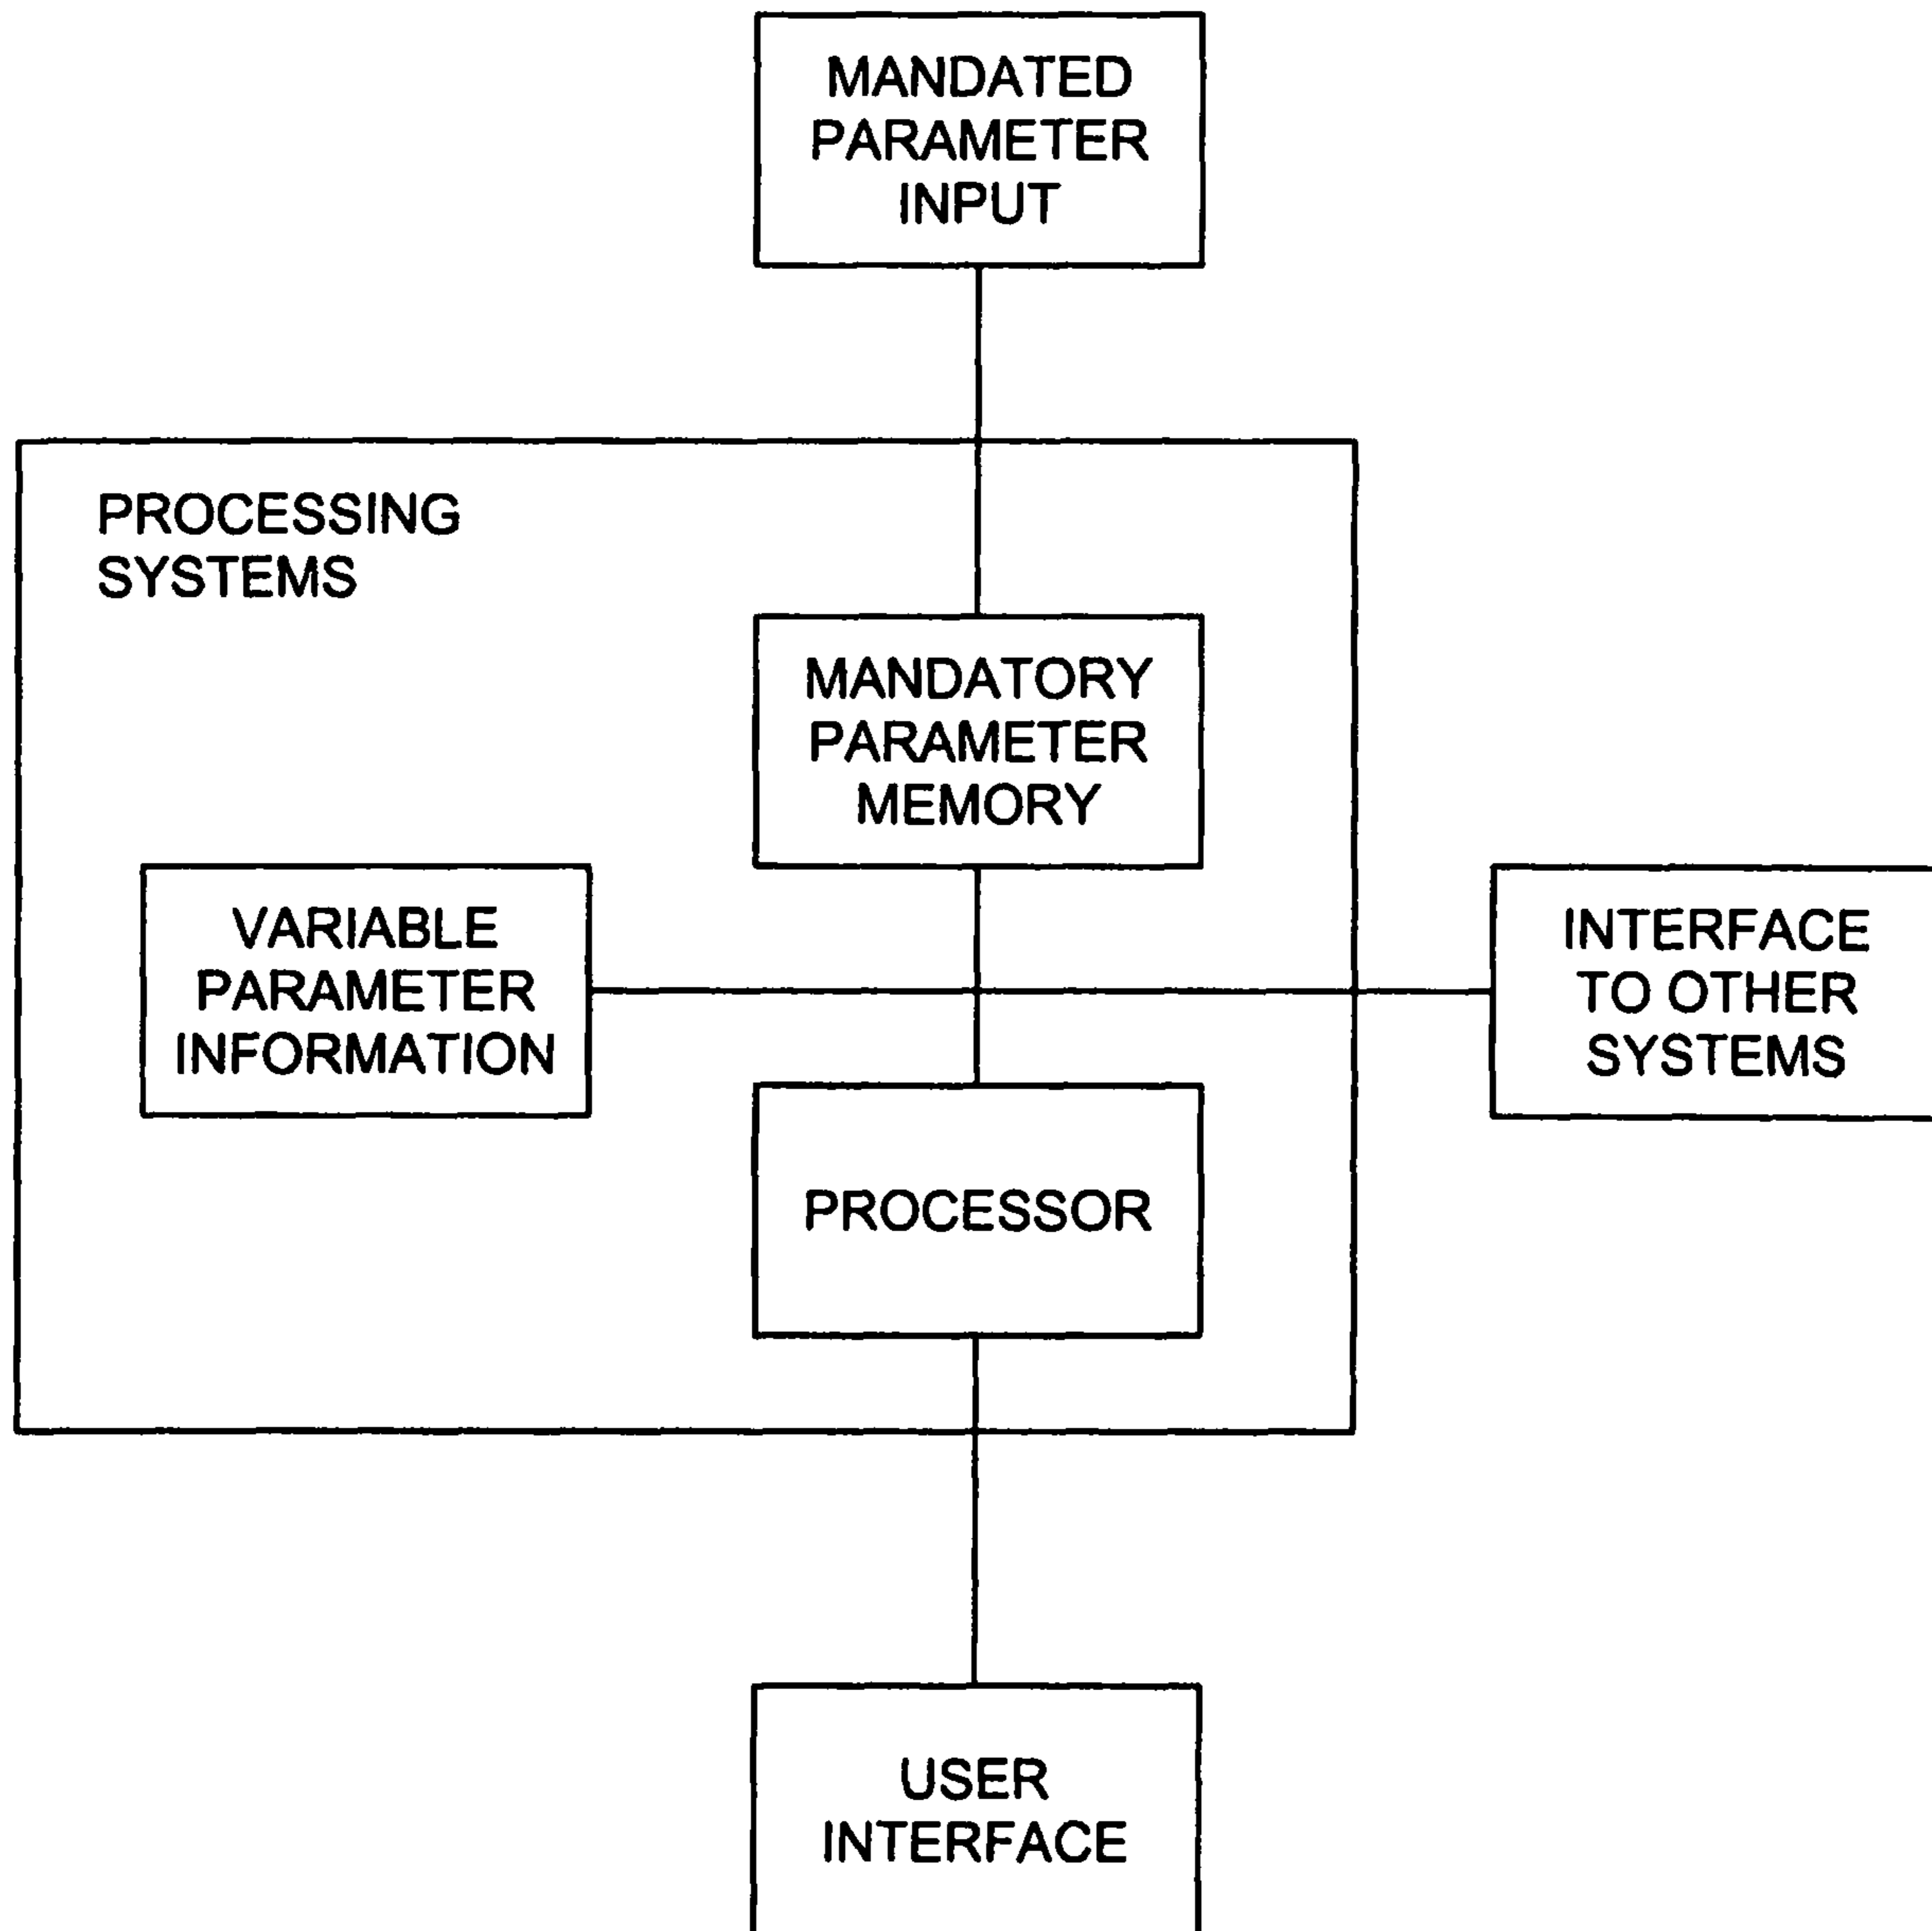 MANDATED
PARAMETER
INPUT
PROCESSING
SYSTEMS
MANDATORY
PARAMETER
MEMORY
VARIABLE
PARAMETER
INFORMATION
INTERFACE
TO OTHER
SYSTEMS
PROCESSOR
USER
INTERFACE